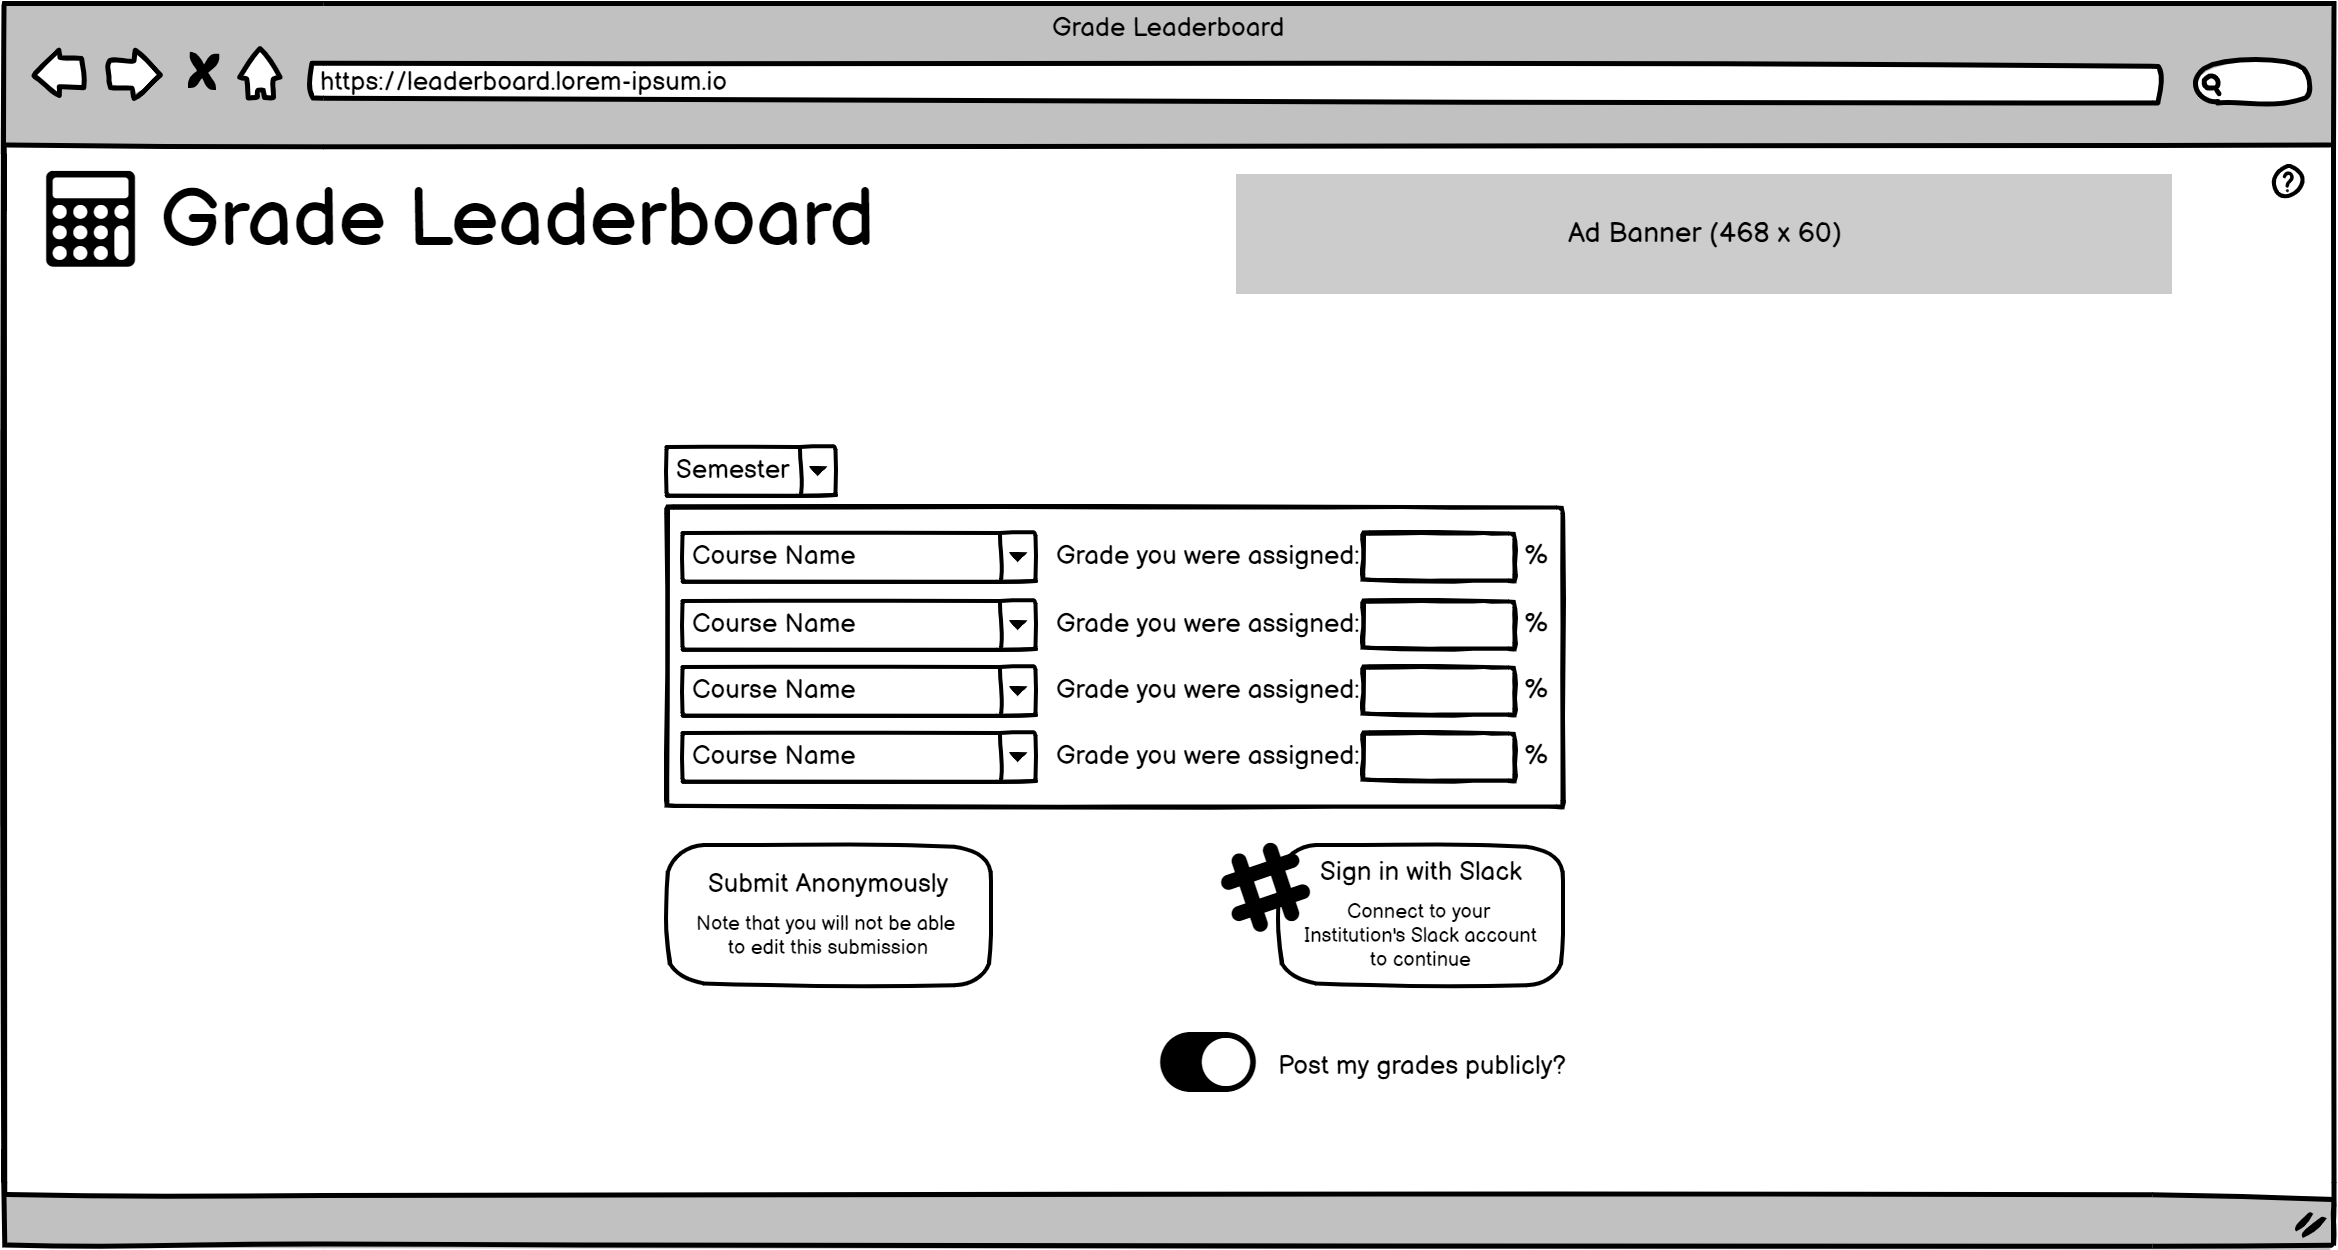 Grade Leaderboard
https://leaderboard.lorem-ipsum.io
Grade Leaderboard
Ad Banner (468 x 60)
?
Semester
Course Name Grade you were assigned: %
Course Name Grade you were assigned: %
Course Name Grade you were assigned: %
Course Name Grade you were assigned: %
Submit Anonymously
Note that you will not be able
to edit this submission
Sign in with Slack
Connect to your
Institution's Slack account
to continue
Post my grades publicly?